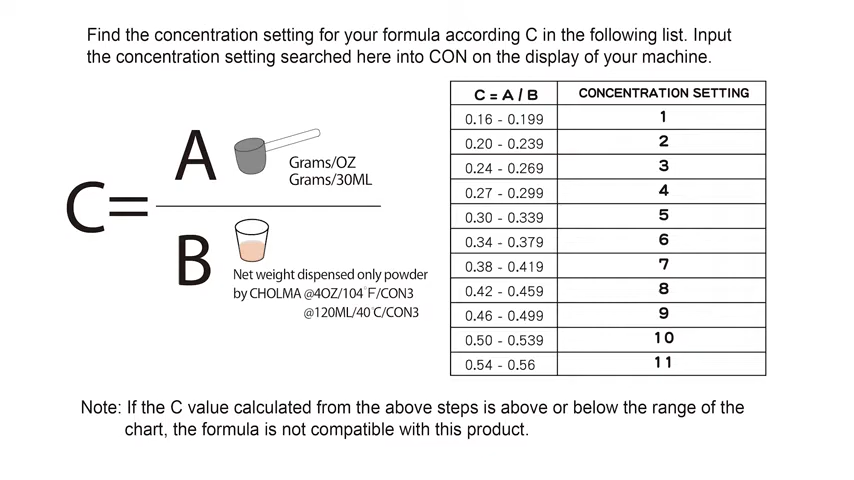 Find the concentration setting for your formula according C in the following list. Input
the concentration setting searched here into CON on the display of your machine.
C=
A
Grams/OZ
Grams/30ML
B
Net weight dispensed only powder
by CHOLMA @4OZ/104°F/CON3
@120ML/40°C/CON3
C = A / B CONCENTRATION SETTING
0.16 - 0.199 1
0.20 - 0.239 2
0.24 - 0.269 3
0.27 - 0.299 4
0.30 - 0.339 5
0.34 - 0.379 6
0.38 - 0.419 7
0.42 - 0.459 8
0.46 - 0.499 9
0.50 - 0.539 10
0.54 - 0.56 11
Note: If the C value calculated from the above steps is above or below the range of the
chart, the formula is not compatible with this product.